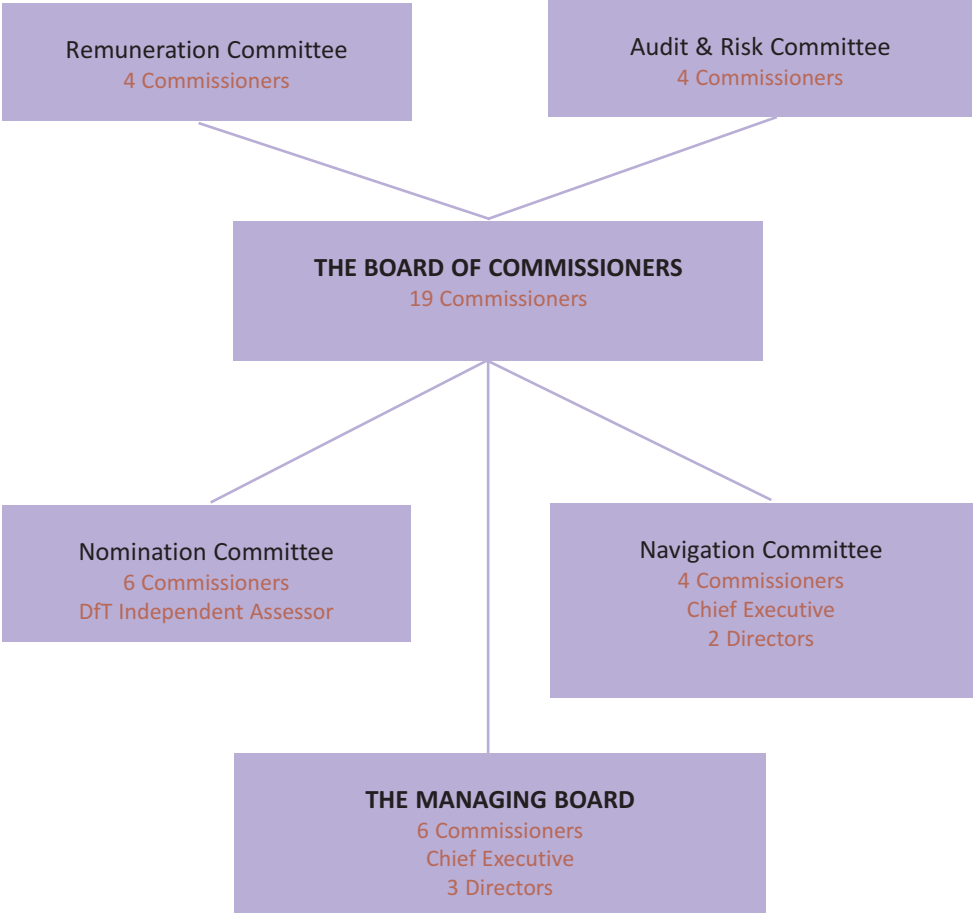 Remuneration Committee
4 Commissioners
Audit & Risk Committee
4 Commissioners
THE BOARD OF COMMISSIONERS
19 Commissioners
Nomination Committee
6 Commissioners
DfT Independent Assessor
Navigation Committee
4 Commissioners
Chief Executive
2 Directors
THE MANAGING BOARD
6 Commissioners
Chief Executive
3 Directors